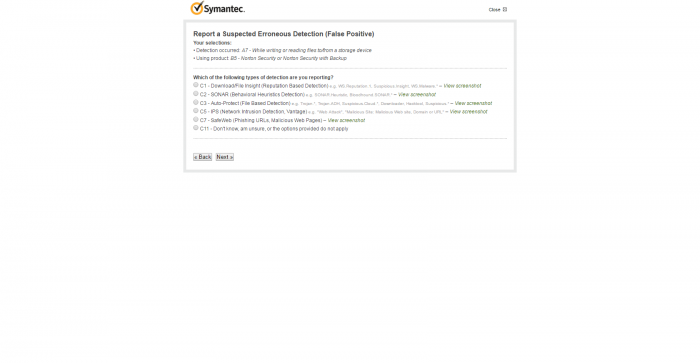 Symantec.
Close
Report a Suspected Erroneous Detection (False Positive)
Your selections:
• Detection occurred: A7 - While writing or reading files to/from a storage device
• Using product: B5 - Norton Security or Norton Security with Backup
Which of the following types of detection are you reporting?
C1 - Download/File Insight (Reputation Based Detection) e.g. WS.Reputation.1, Suspicious.Insight, WS.Malware.* – View screenshot
C2 - SONAR (Behavioral Heuristics Detection) e.g. SONAR.Heuristic, Bloodhound.SONAR.* – View screenshot
C3 - Auto-Protect (File Based Detection) e.g. Trojan.*, Trojan.ADH, Suspicious.Cloud.*, Downloader, Hacktool, Suspicious.* – View screenshot
C5 - IPS (Network Intrusion Detection, Vantage) e.g. "Web Attack", "Malicious Site: Malicious Web site, Domain or URL" – View screenshot
C7 - SafeWeb (Phishing URLs, Malicious Web Pages) – View screenshot
C11 - Don't know, am unsure, or the options provided do not apply
« Back Next »